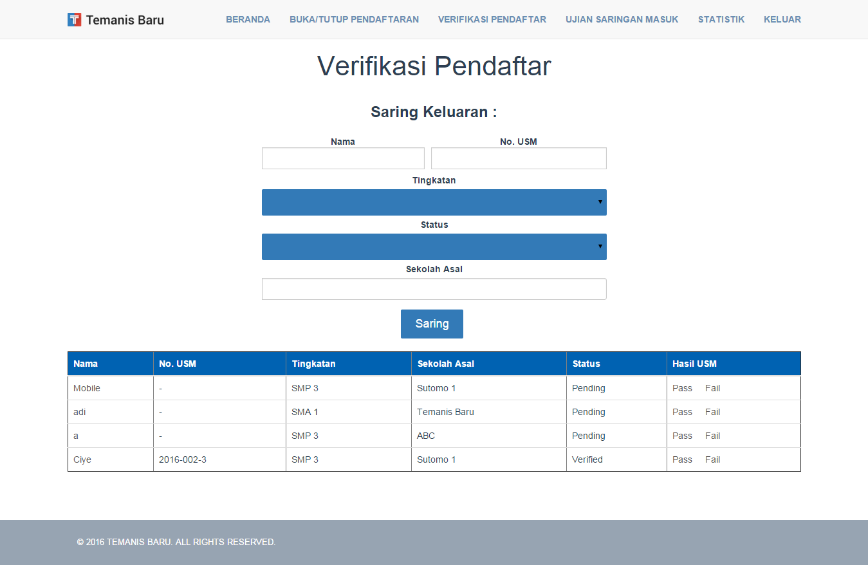 Temanis Baru BERANDA BUKA/TUTUP PENDAFTARAN VERIFIKASI PENDAFTAR UJIAN SARINGAN MASUK STATISTIK KELUAR
Verifikasi Pendaftar
Saring Keluaran :
Nama No. USM
Tingkatan
Status
Sekolah Asal
Saring
Nama No. USM Tingkatan Sekolah Asal Status Hasil USM
Mobile - SMP 3 Sutomo 1 Pending Pass Fail
adi - SMA 1 Temanis Baru Pending Pass Fail
a - SMP 3 ABC Pending Pass Fail
Ciye 2016-002-3 SMP 3 Sutomo 1 Verified Pass Fail
© 2016 TEMANIS BARU. ALL RIGHTS RESERVED.